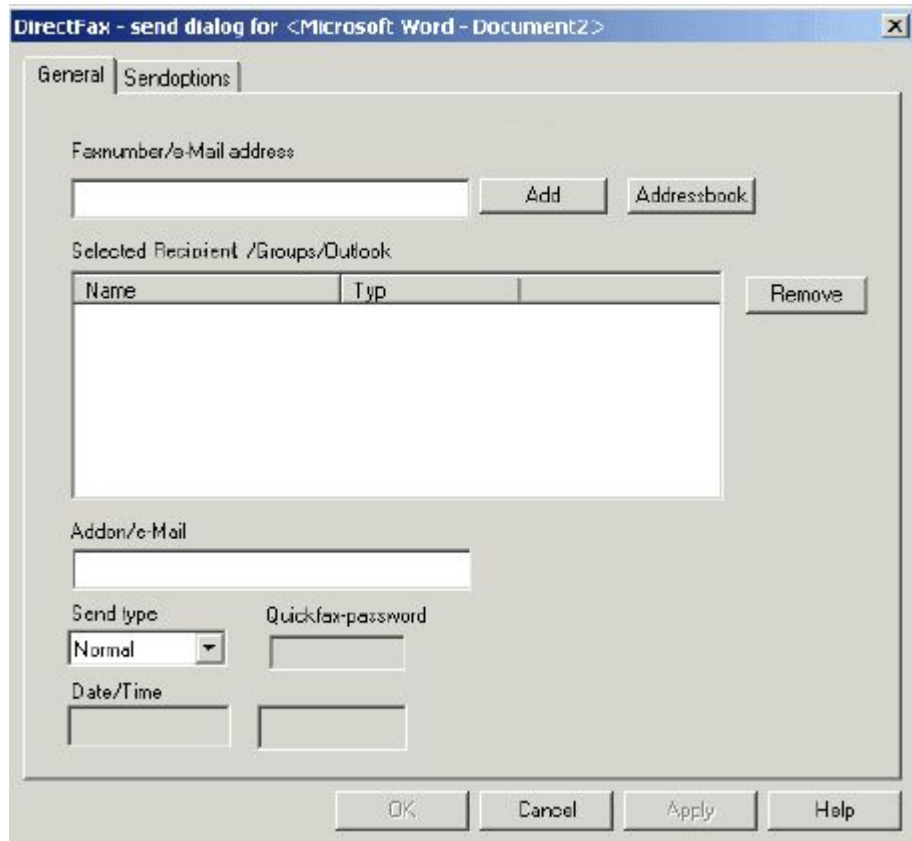 DirectFax - send dialog for <Microsoft Word - Document2>
General Sendoptions
Faxnumber/e-Mail address
Add Addressbook
Selected Recipient /Groups/Outlook
Name Typ
Remove
Addon/e-Mail
Send type Quickfax-password
Normal
Date/Time
OK Cancel Apply Help